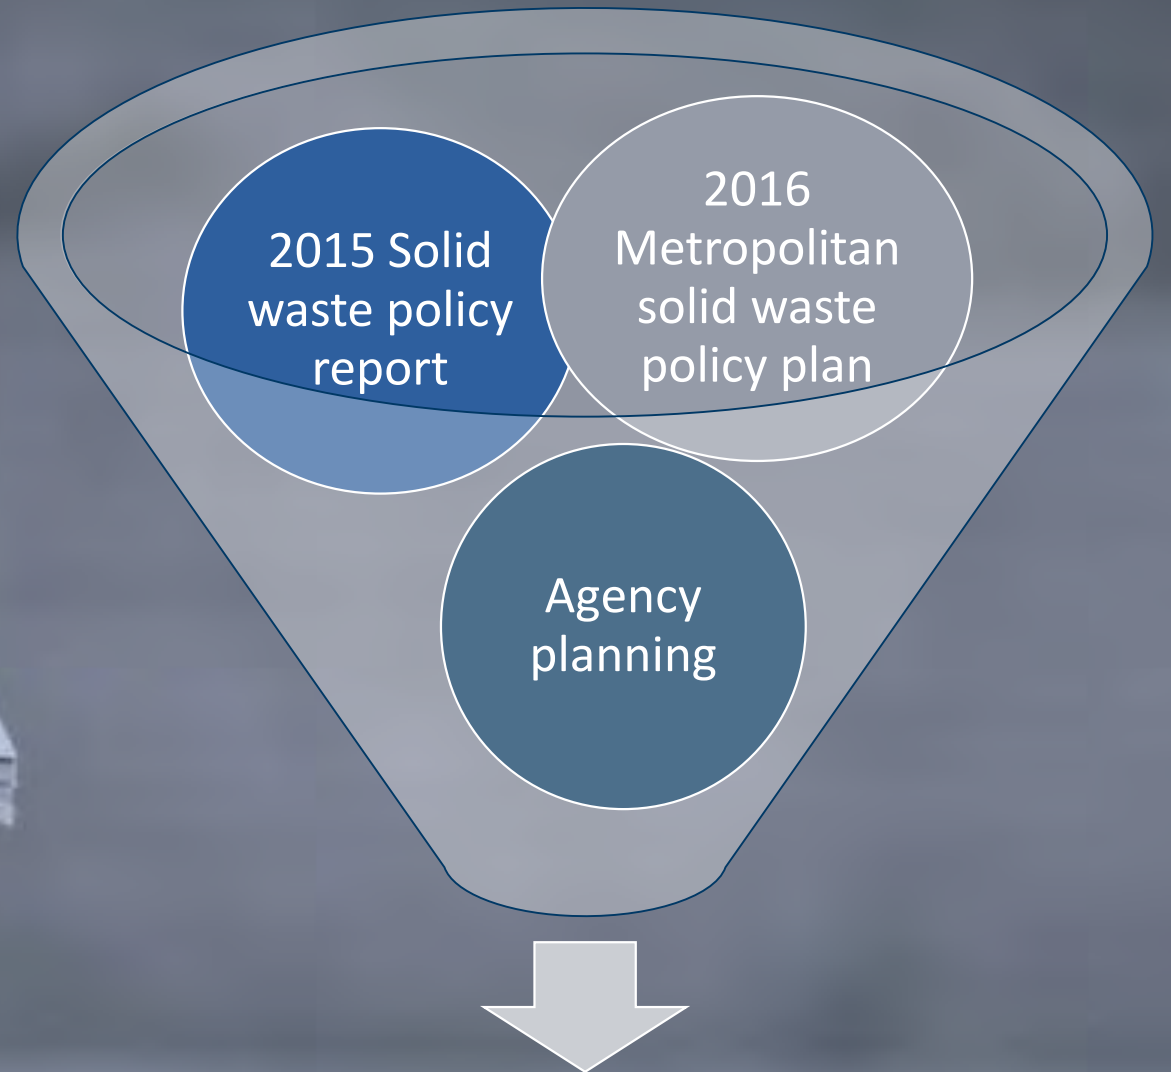 2015 Solid
waste policy
report
2016
Metropolitan
solid waste
policy plan
Agency
planning